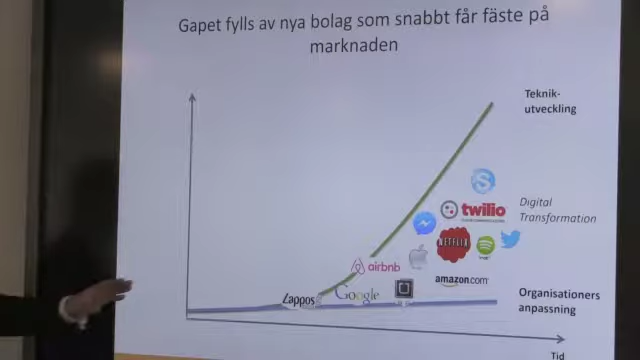 Gapet fylls av nya bolag som snabbt får fäste på
marknaden
Teknik-
utveckling
twilio
Digital
Transformation
NETFLIX
airbnb
amazon.com
Zappos
Google
Organisationers
anpassning
Tid